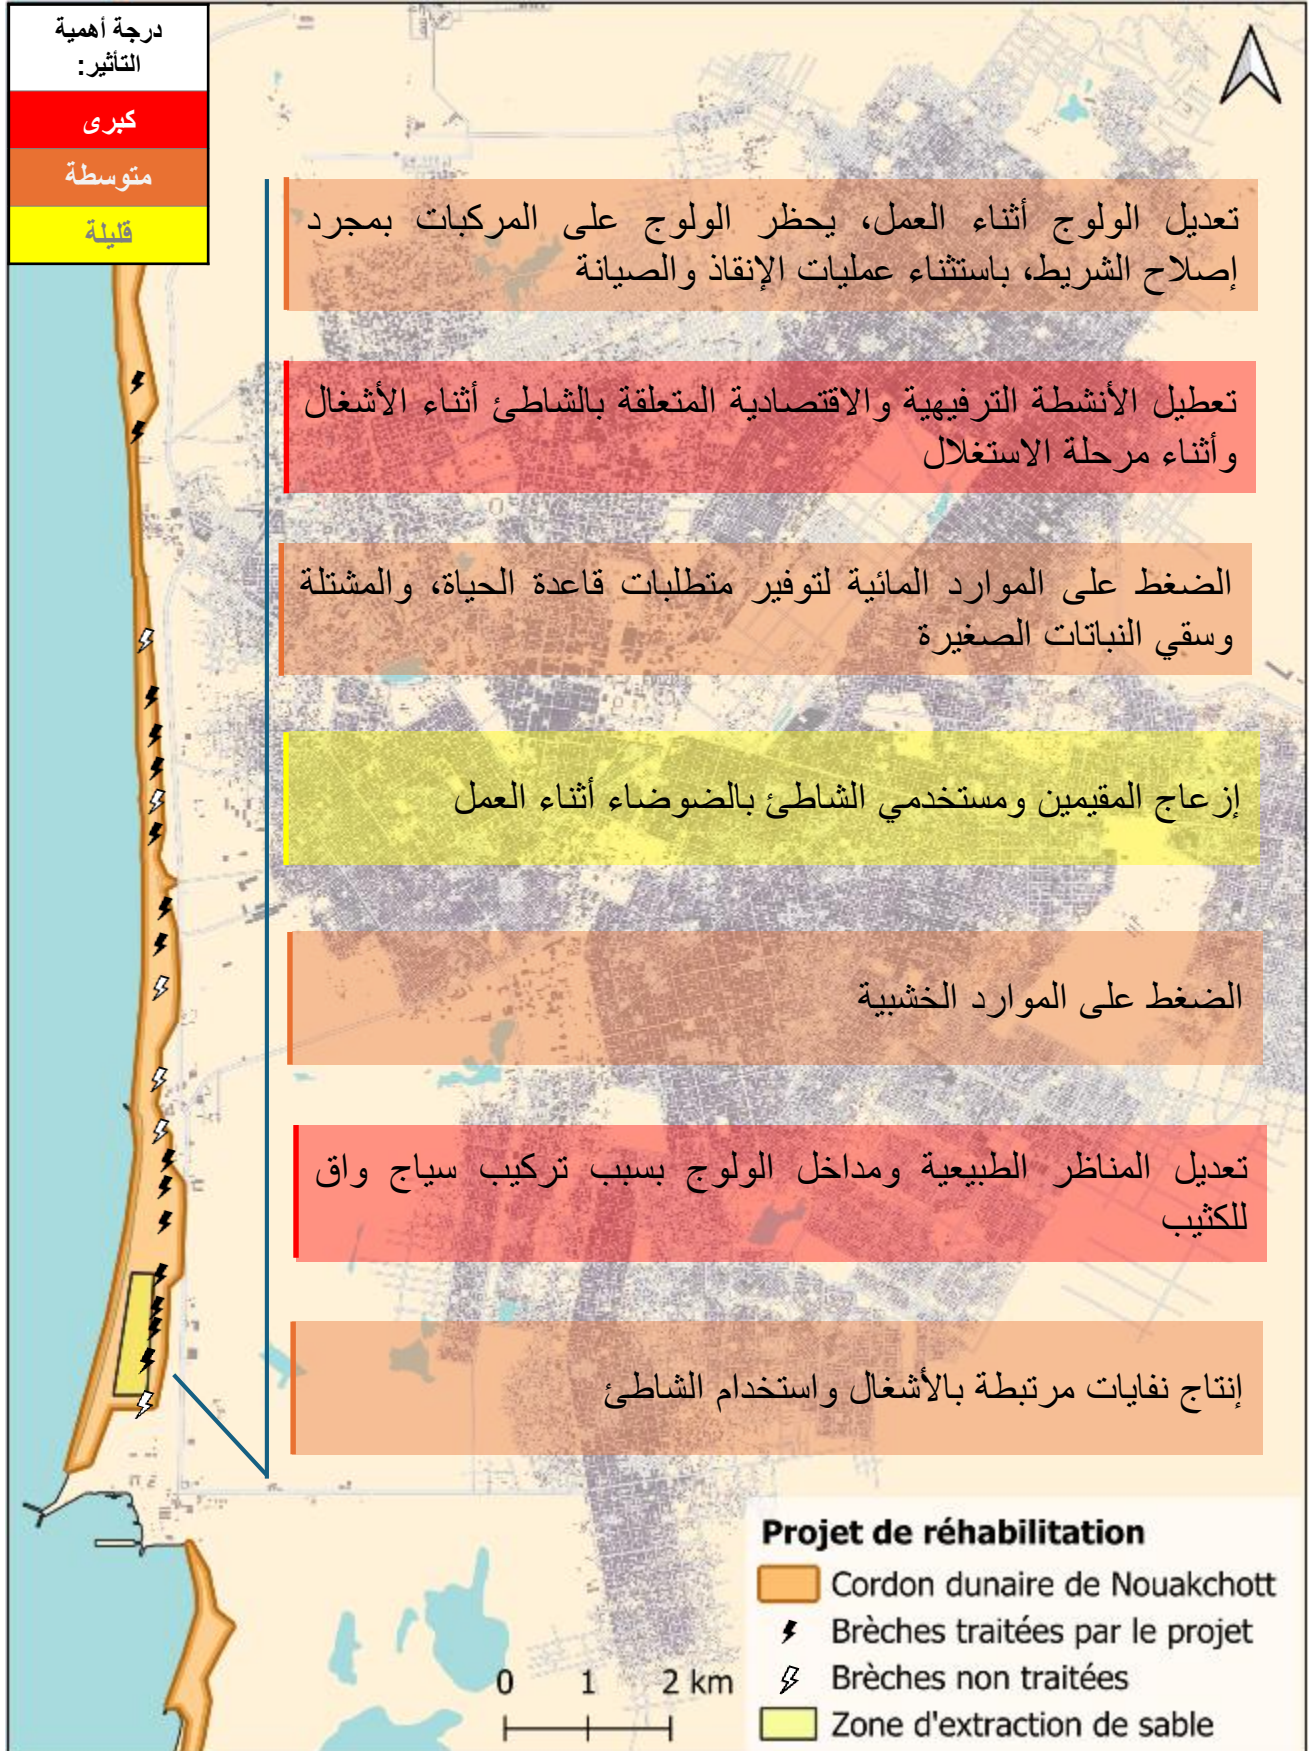 درجة أهمية
التأثير:
كبرى
متوسطة
قليلة
تعديل الولوج أثناء العمل، يحظر الولوج على المركبات بمجرد
إصلاح الشريط، باستثناء عمليات الإنقاذ والصيانة
تعطيل الأنشطة الترفيهية والاقتصادية المتعلقة بالشاطئ أثناء الأشغال
وأثناء مرحلة الاستغلال
الضغط على الموارد المائية لتوفير متطلبات قاعدة الحياة، والمشتلة
وسقي النباتات الصغيرة
إزعاج المقيمين ومستخدمي الشاطئ بالضوضاء أثناء العمل
الضغط على الموارد الخشبية
تعديل المناظر الطبيعية ومداخل الولوج بسبب تركيب سياج واق
للكثيب
إنتاج نفايات مرتبطة بالأشغال واستخدام الشاطئ
Projet de réhabilitation
Cordon dunaire de Nouakchott
Brèches traitées par le projet
Brèches non traitées
Zone d'extraction de sable
0 1 2 km